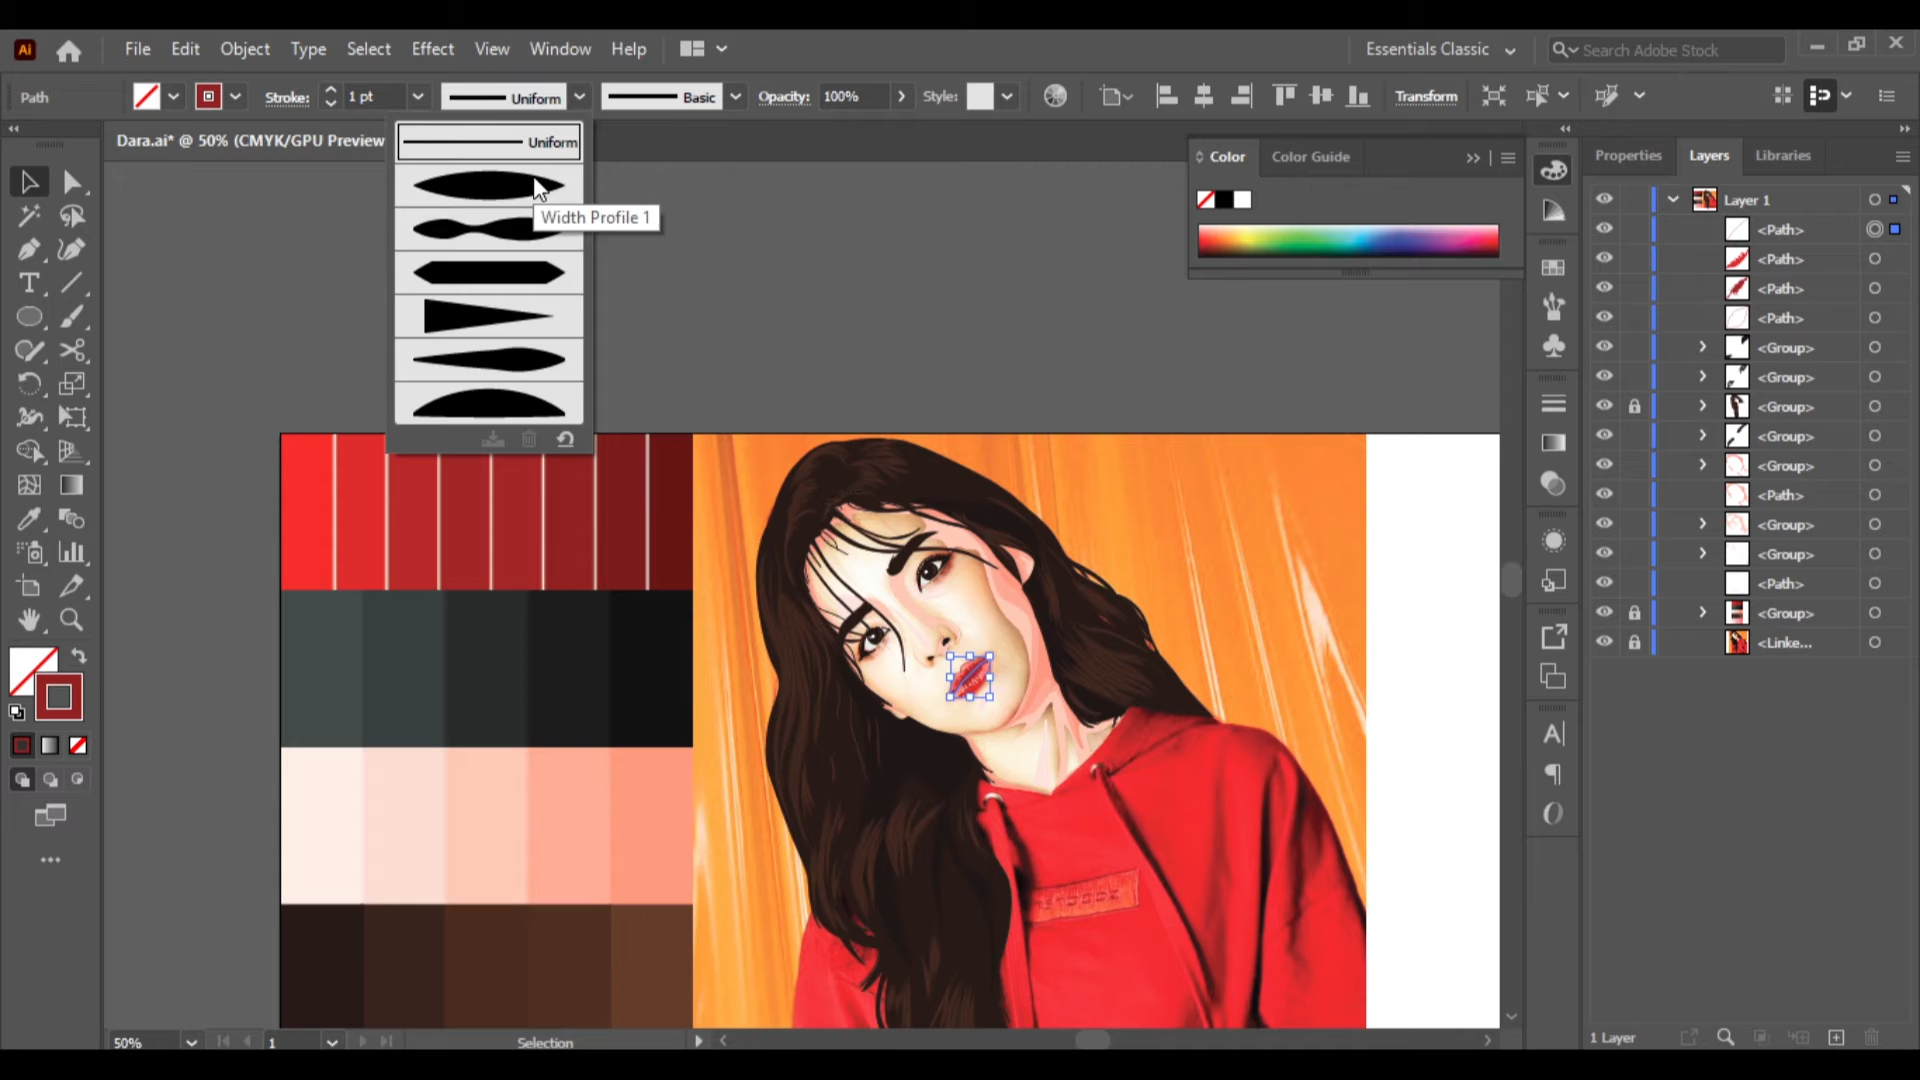 Ai File Edit Object Type Select Effect View Window Help Essentials Classic Search Adobe Stock
Path Stroke: 1 pt Uniform Basic Opacity: 100% Style: Transform
Dara.ai* @ 50% (CMYK/GPU Preview
Uniform
Width Profile 1
Color Color Guide
Properties Layers Libraries
Layer 1
<Path>
<Path>
<Path>
<Path>
<Group>
<Group>
<Group>
<Group>
<Group>
<Path>
<Group>
<Group>
<Path>
<Group>
<Linke...
50% 1 Selection
1 Layer